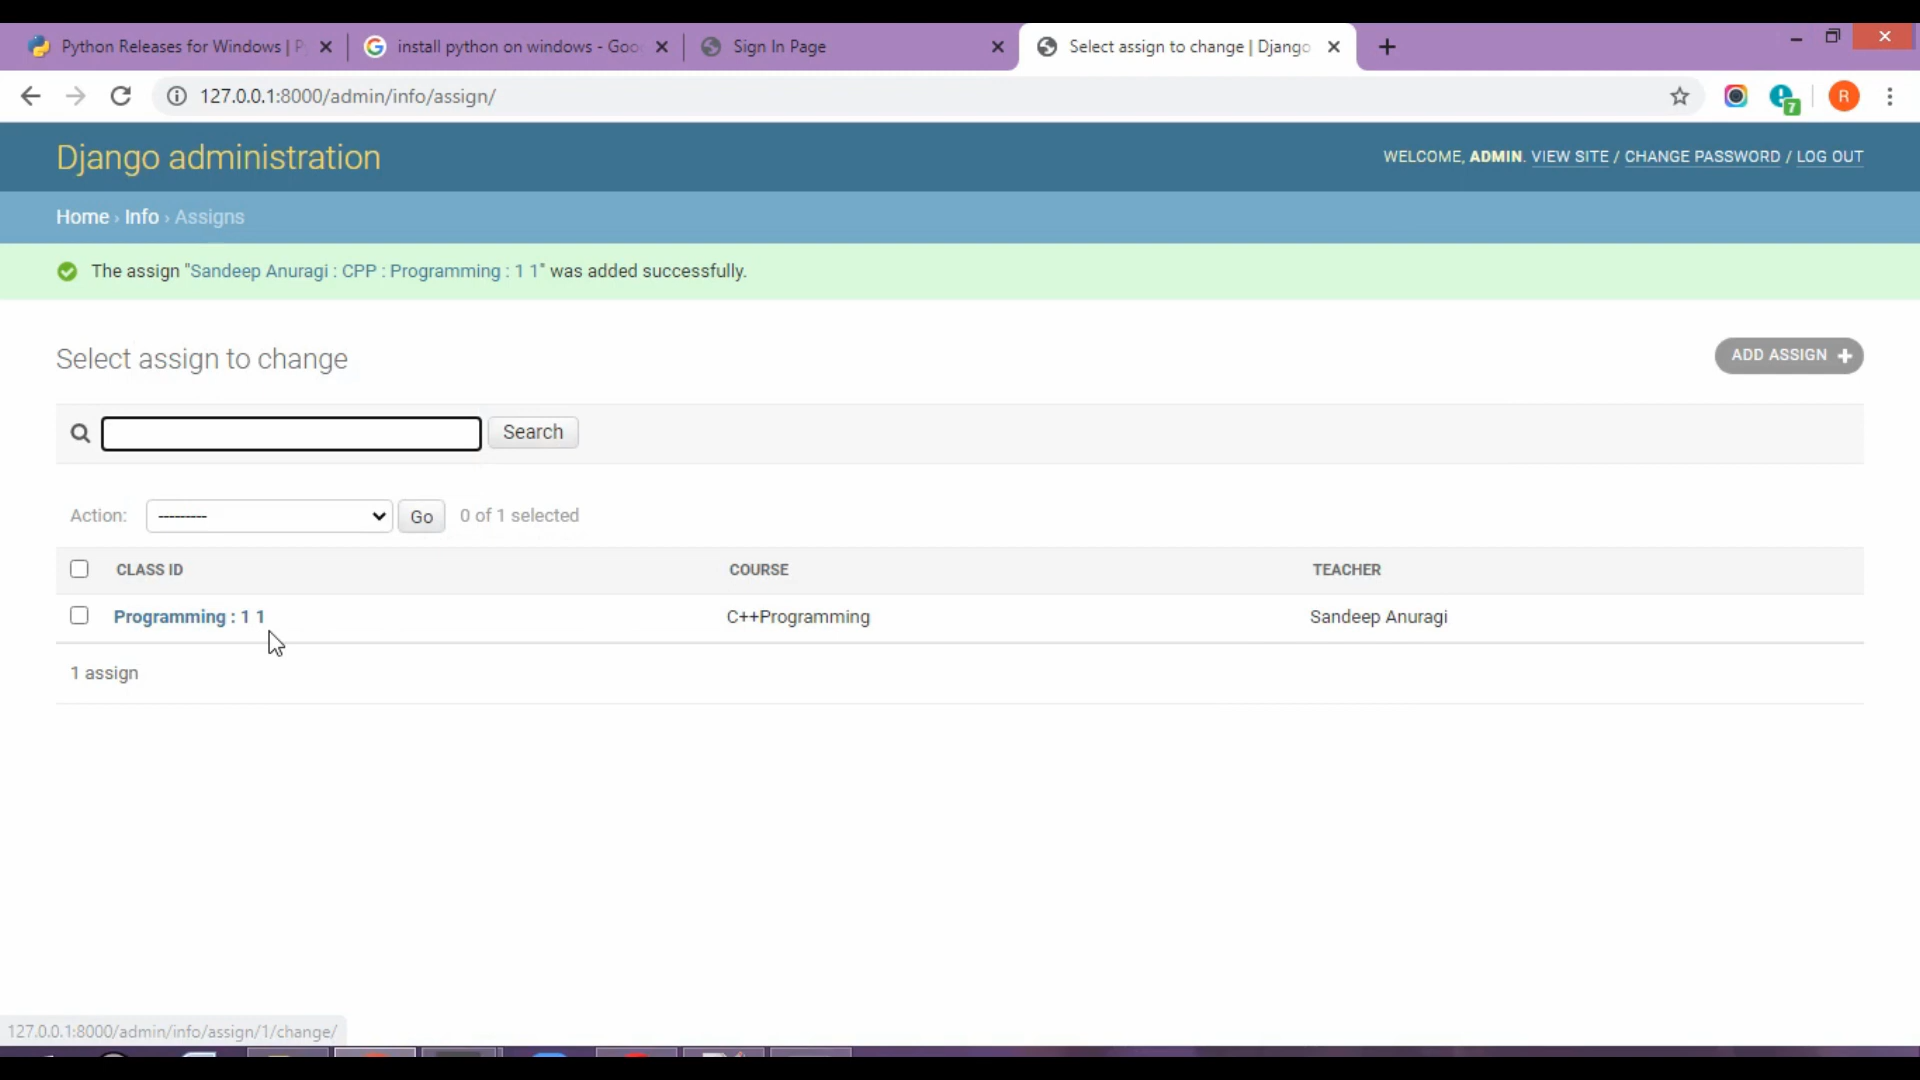 Python Releases for Windows | P
install python on windows - Goo
Sign In Page
Select assign to change | Django
127.0.0.1:8000/admin/info/assign/
7
R
Django administration
WELCOME, ADMIN. VIEW SITE / CHANGE PASSWORD / LOG OUT
Home › Info › Assigns
The assign "Sandeep Anuragi : CPP : Programming : 1 1" was added successfully.
Select assign to change
ADD ASSIGN +
Search
Action: --------- Go 0 of 1 selected
CLASS ID COURSE TEACHER
Programming : 1 1 C++Programming Sandeep Anuragi
1 assign
127.0.0.1:8000/admin/info/assign/1/change/